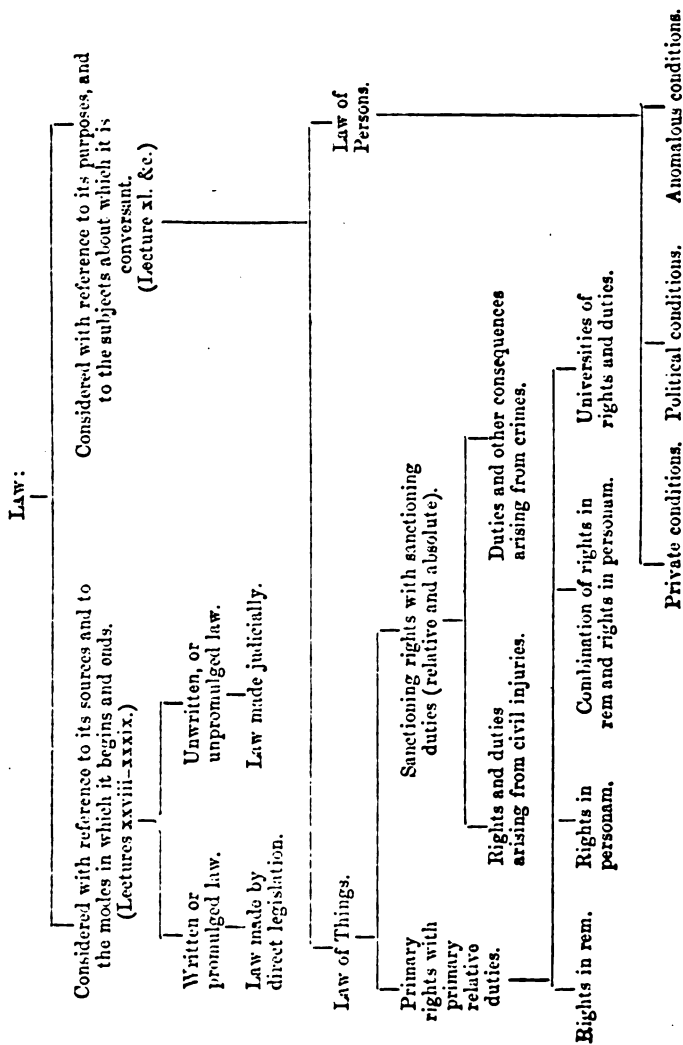 LAW:
Considered with reference to its sources and to
the modes in which it begins and ends.
(Lectures xxviii-xxxix.)
Considered with reference to its purposes, and
to the subjects about which it is
conversant.
(Lecture xl. &c.)
Written or
promulged law.
Unwritten, or
unpromulged law.
Law made by
direct legislation.
Law made judicially.
Law of Things.
Law of
Persons.
Primary
rights with
primary
relative
duties.
Sanctioning rights with sanctioning
duties (relative and absolute).
Rights and duties
arising from civil injuries.
Duties and other consequences
arising from crimes.
Rights in rem.
Rights in
personam.
Combination of rights in
rem and rights in personam.
Universities of
rights and duties.
Private conditions.
Political conditions.
Anomalous conditions.